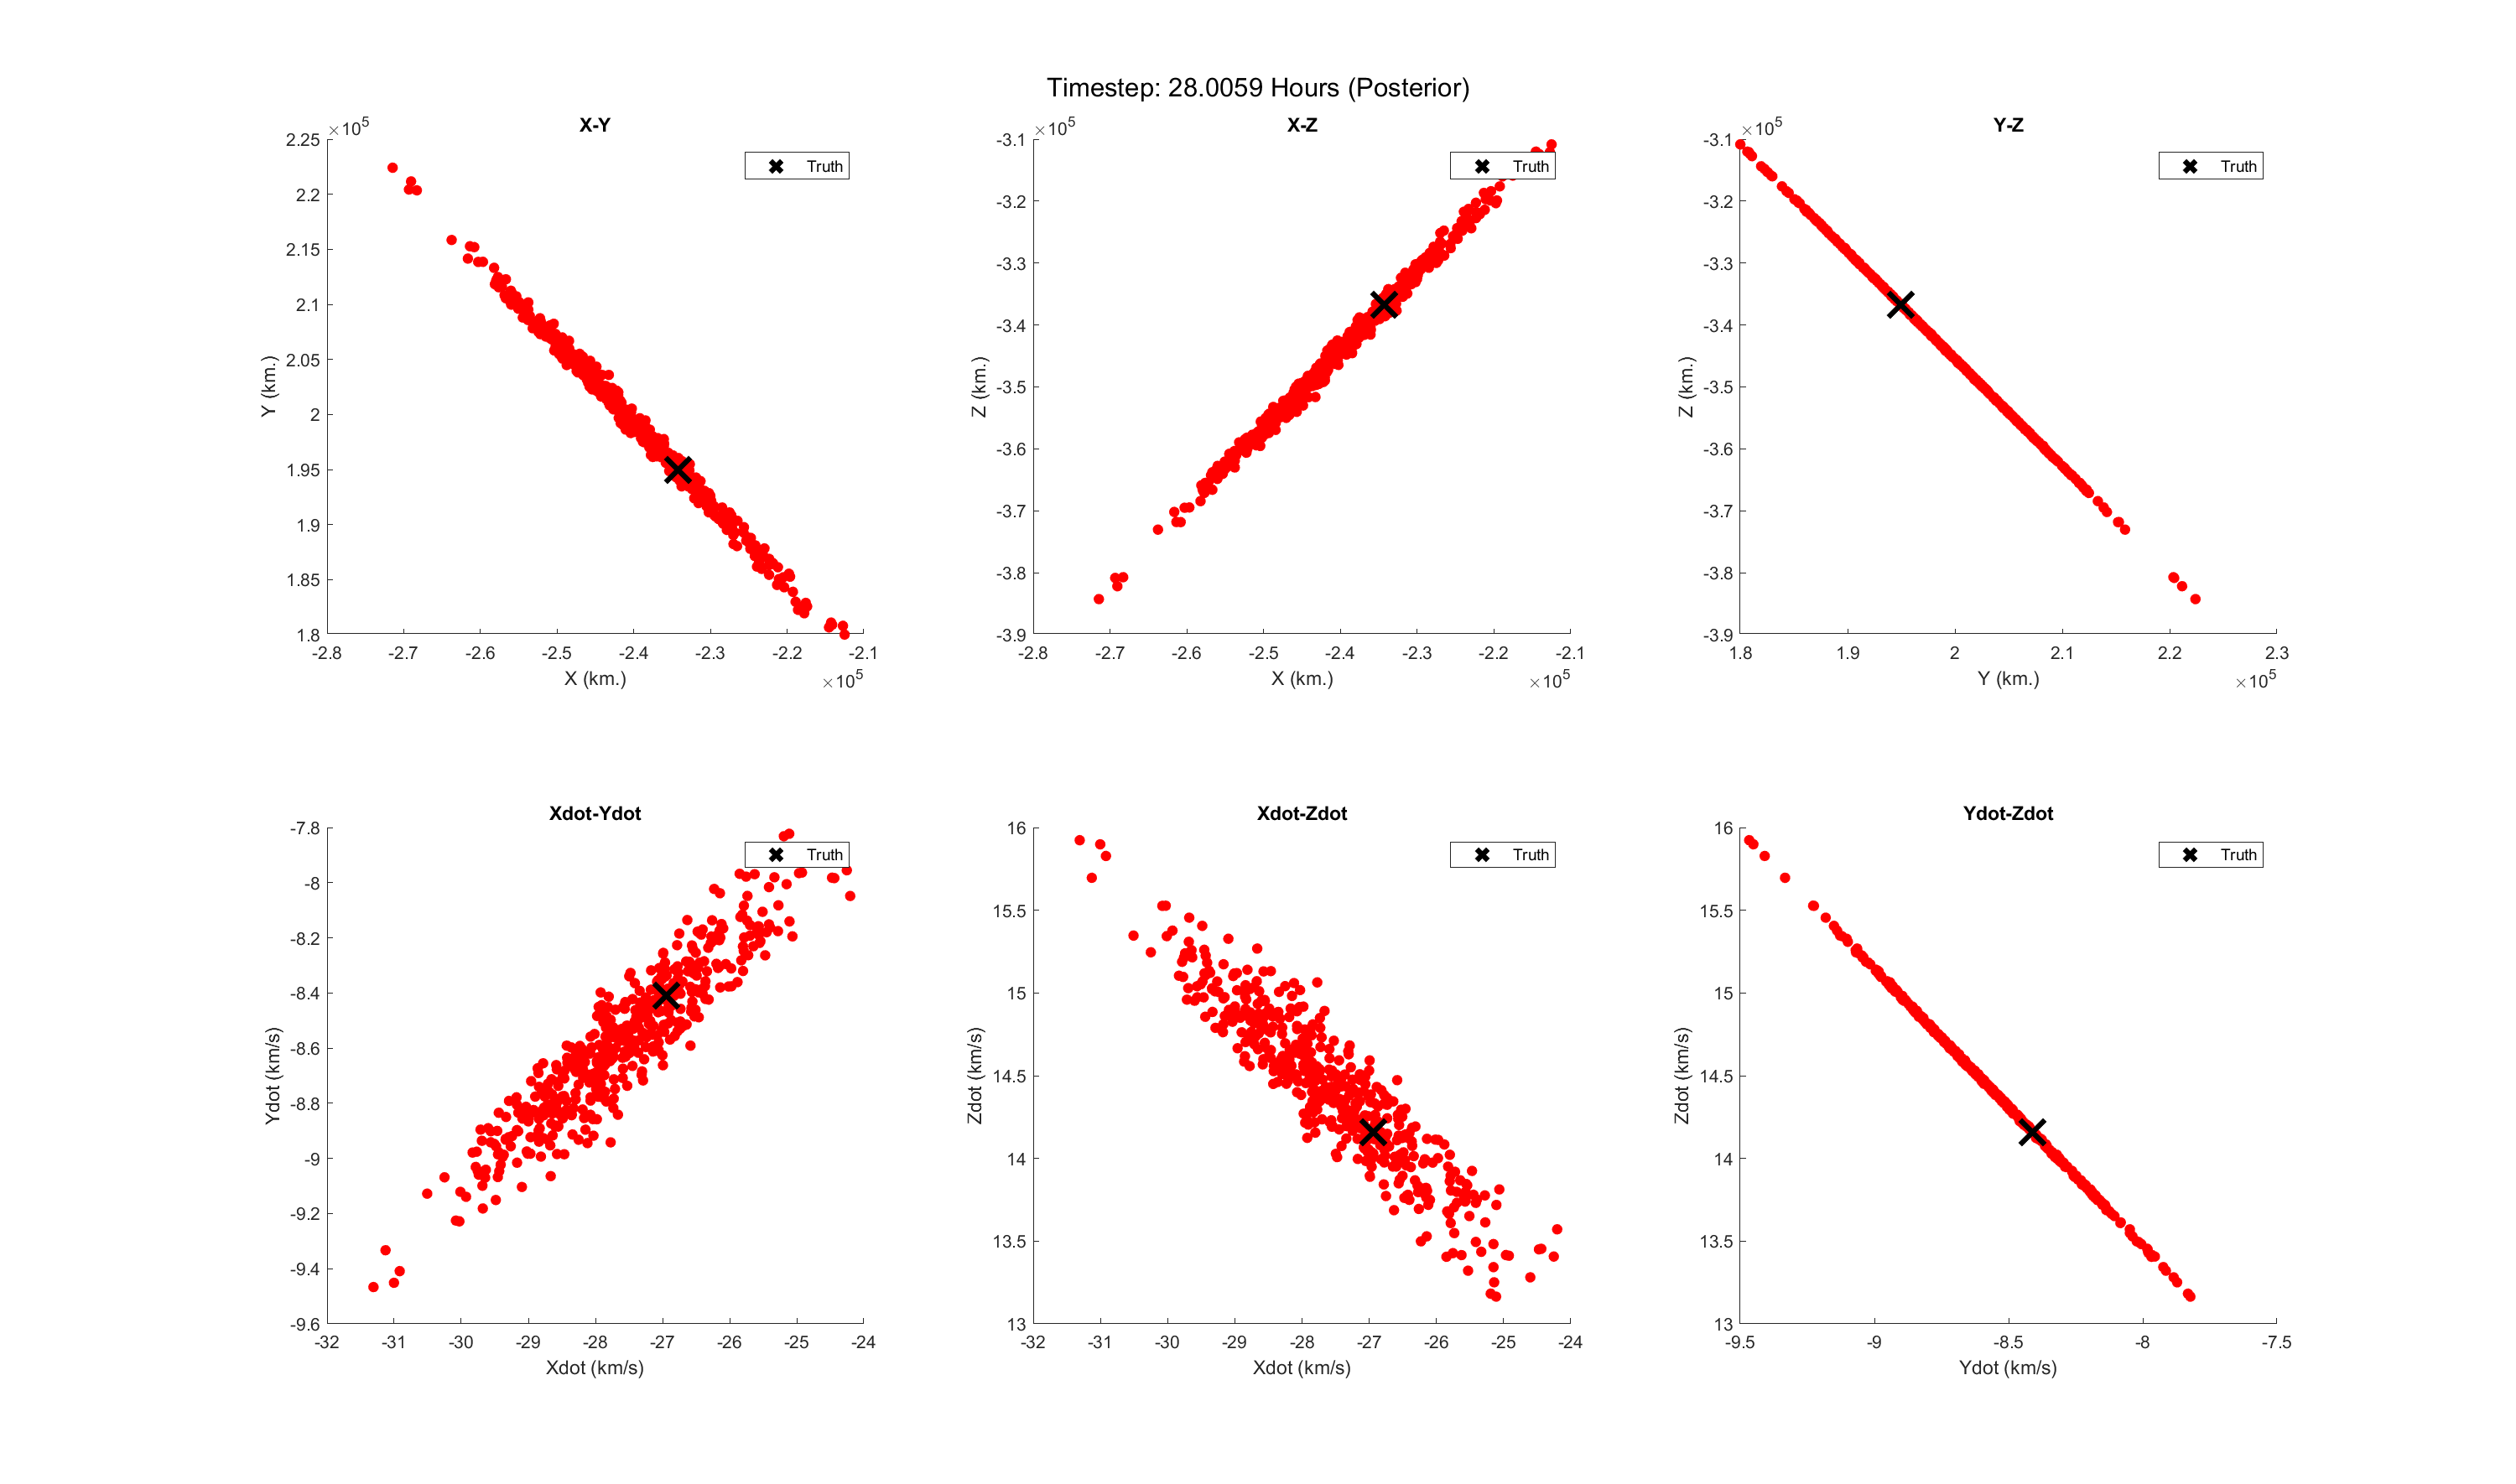 Timestep: 28.0059 Hours (Posterior)
X-Y
×10^5
2.25
2.2
2.15
2.1
2.05
2
1.95
1.9
1.85
1.8
Y (km.)
Truth
-2.8 -2.7 -2.6 -2.5 -2.4 -2.3 -2.2 -2.1
X (km.)
×10^5
X-Z
×10^5
-3.1
-3.2
-3.3
-3.4
-3.5
-3.6
-3.7
-3.8
-3.9
Z (km.)
Truth
-2.8 -2.7 -2.6 -2.5 -2.4 -2.3 -2.2 -2.1
X (km.)
×10^5
Y-Z
×10^5
-3.1
-3.2
-3.3
-3.4
-3.5
-3.6
-3.7
-3.8
-3.9
Z (km.)
Truth
1.8 1.9 2 2.1 2.2 2.3
Y (km.)
×10^5
Xdot-Ydot
-7.8
-8
-8.2
-8.4
-8.6
-8.8
-9
-9.2
-9.4
-9.6
Ydot (km/s)
Truth
-32 -31 -30 -29 -28 -27 -26 -25 -24
Xdot (km/s)
Xdot-Zdot
16
15.5
15
14.5
14
13.5
13
Zdot (km/s)
Truth
-32 -31 -30 -29 -28 -27 -26 -25 -24
Xdot (km/s)
Ydot-Zdot
16
15.5
15
14.5
14
13.5
13
Zdot (km/s)
Truth
-9.5 -9 -8.5 -8 -7.5
Ydot (km/s)